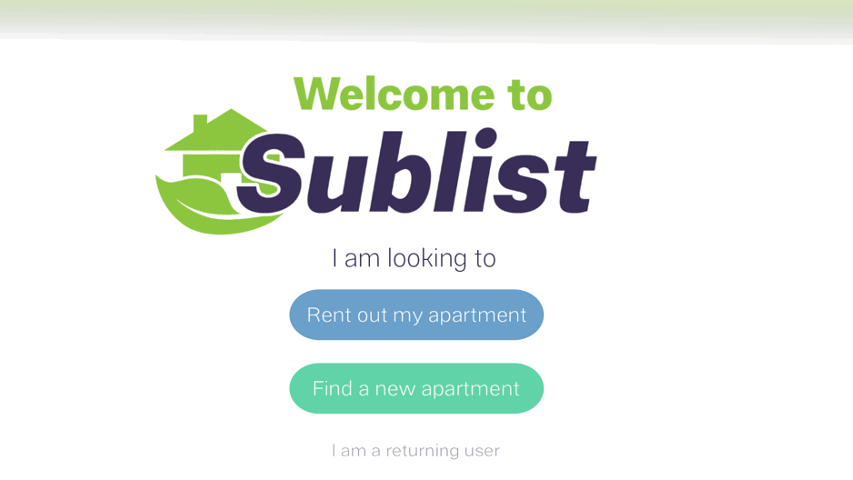 Welcome to
Sublist
I am looking to
Rent out my apartment
Find a new apartment
I am a returning user